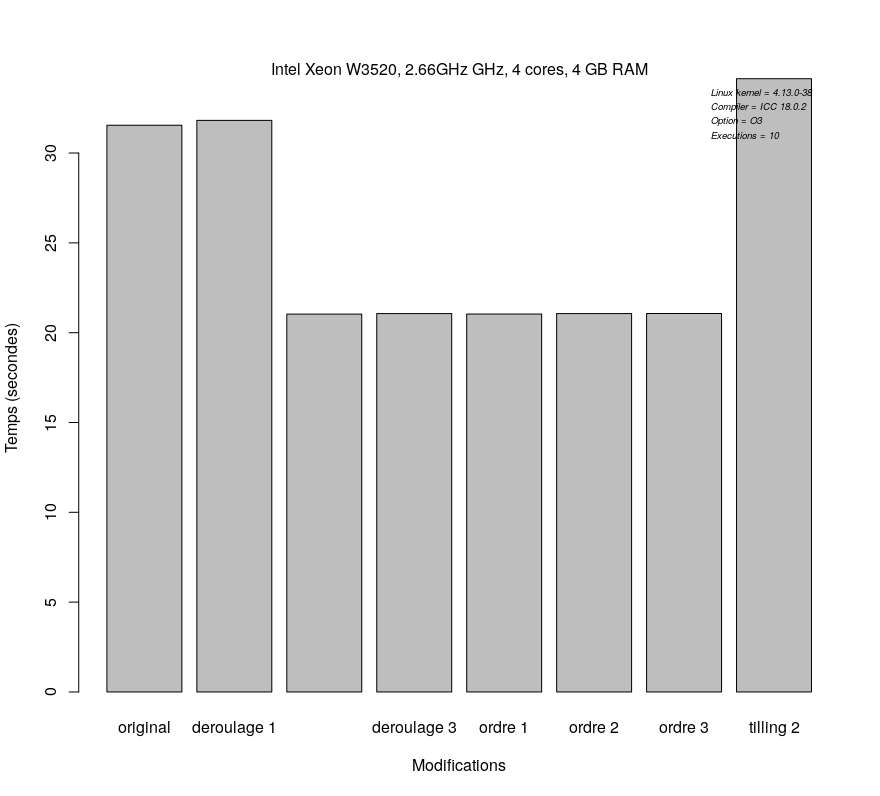 Intel Xeon W3520, 2.66GHz GHz, 4 cores, 4 GB RAM
Linux kernel = 4.13.0-38
Compiler = ICC 18.0.2
Option = O3
Executions = 10
30
25
20
15
10
5
0
Temps (secondes)
original deroulage 1 deroulage 3 ordre 1 ordre 2 ordre 3 tilling 2
Modifications